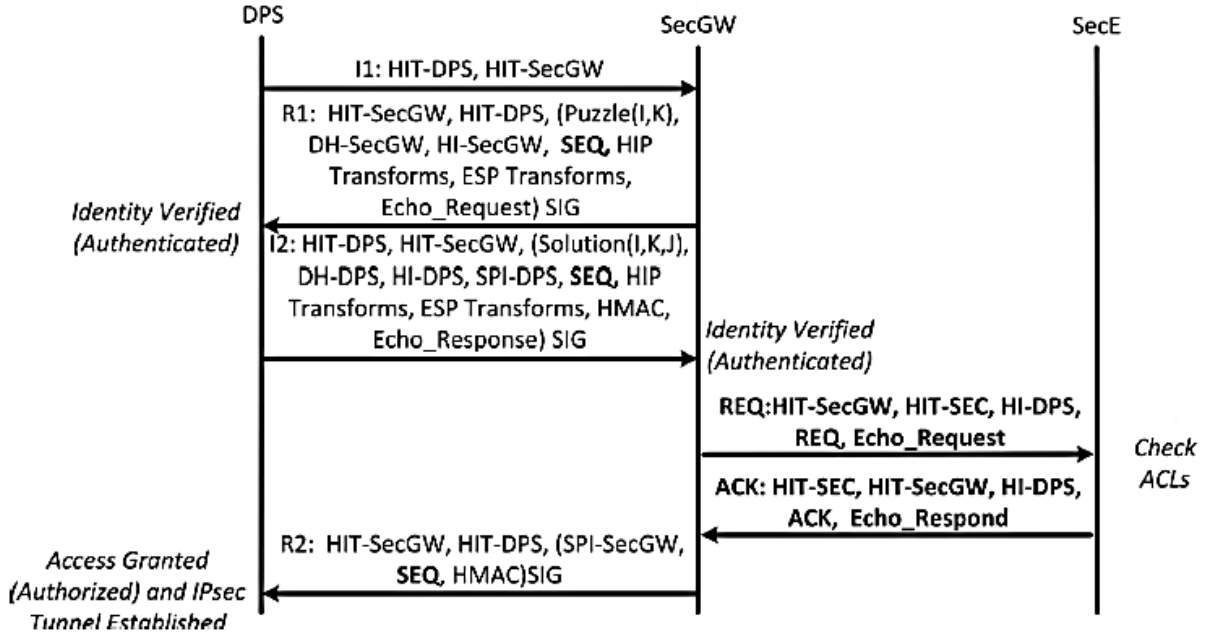 DPS
SecGW
SecE
I1: HIT-DPS, HIT-SecGW
R1: HIT-SecGW, HIT-DPS, (Puzzle(I,K),
DH-SecGW, HI-SecGW, SEQ, HIP
Transforms, ESP Transforms,
Echo_Request) SIG
Identity Verified
(Authenticated)
I2: HIT-DPS, HIT-SecGW, (Solution(I,K,J),
DH-DPS, HI-DPS, SPI-DPS, SEQ, HIP
Transforms, ESP Transforms, HMAC,
Echo_Response) SIG
Identity Verified
(Authenticated)
REQ:HIT-SecGW, HIT-SEC, HI-DPS,
REQ, Echo_Request
Check
ACLs
ACK: HIT-SEC, HIT-SecGW, HI-DPS,
ACK, Echo_Respond
R2: HIT-SecGW, HIT-DPS, (SPI-SecGW,
SEQ, HMAC)SIG
Access Granted
(Authorized) and IPsec
Tunnel Established